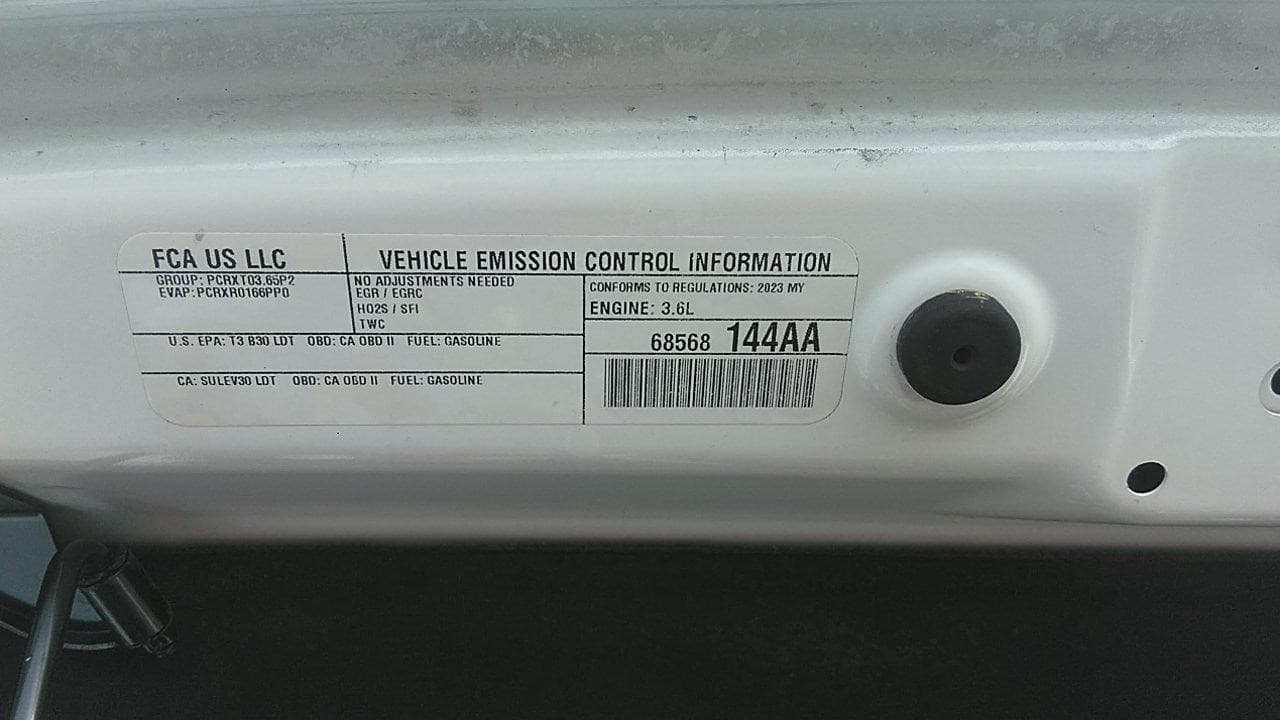 FCA US LLC
VEHICLE EMISSION CONTROL INFORMATION
GROUP: PCRXT03.65P2
EVAP: PCRXR0166PP0
NO ADJUSTMENTS NEEDED
EGR / EGRC
HO2S / SFI
TWC
CONFORMS TO REGULATIONS: 2023 MY
ENGINE: 3.6L
68568 144AA
U.S. EPA: T3 B30 LDT OBD: CA OBD II FUEL: GASOLINE
CA: SULEV30 LDT OBD: CA OBD II FUEL: GASOLINE